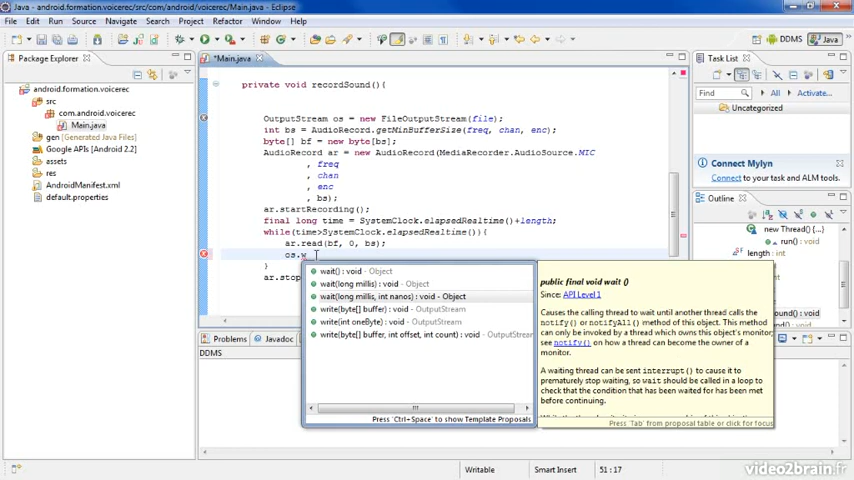 Java - android.formation.voicerec/src/com/android/voicerec/Main.java - Eclipse
File Edit Run Source Navigate Search Project Refactor Window Help
DDMS Java
Package Explorer
*Main.java
Task List
android.formation.voicerec
src
com.android.voicerec
Main.java
gen [Generated Java Files]
Google APIs [Android 2.2]
assets
res
AndroidManifest.xml
default.properties
private void recordSound(){
OutputStream os = new FileOutputStream(file);
int bs = AudioRecord.getMinBufferSize(freq, chan, enc);
byte[] bf = new byte[bs];
AudioRecord ar = new AudioRecord(MediaRecorder.AudioSource.MIC
, freq
, chan
, enc
, bs);
ar.startRecording();
final long time = SystemClock.elapsedRealtime()+length;
while(time>SystemClock.elapsedRealtime()){
ar.read(bf, 0, bs);
os.w
}
ar.stop
wait() : void - Object
wait(long millis) : void - Object
wait(long millis, int nanos) : void - Object
write(byte[] buffer) : void - OutputStream
write(int oneByte) : void - OutputStream
write(byte[] buffer, int offset, int count) : void - OutputStream
Press 'Ctrl+Space' to show Template Proposals
public final void wait ()
Since: API Level 1
Causes the calling thread to wait until another thread calls the
notify() or notifyAll() method of this object. This method
can only be invoked by a thread which owns this object's monitor;
see notify() on how a thread can become the owner of a
monitor.
A waiting thread can be sent interrupt() to cause it to
prematurely stop waiting, so wait should be called in a loop to
check that the condition that has been waited for has been met
before continuing.
Press 'Tab' from proposal table or click for focus
Find All Activate...
Uncategorized
Connect Mylyn
Connect to your task and ALM tools.
Outline
new Thread() {...}
run() : void
length : int
Problems Javadoc
DDMS
Writable Smart Insert 51 : 17
video2brain.fr